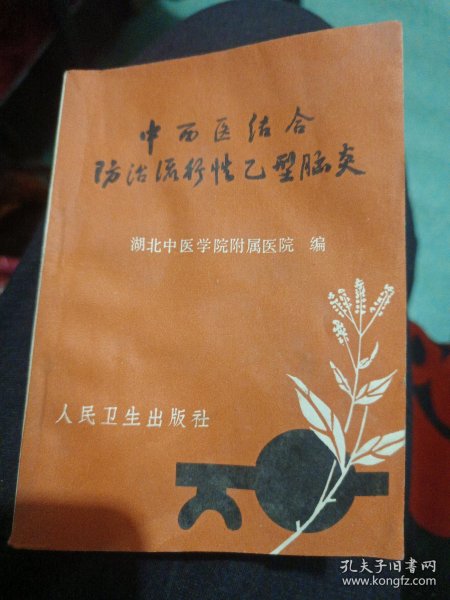 中西医结合
防治流行性乙型脑炎
湖北中医学院附属医院 编
人民卫生出版社
孔夫子旧书网
www.kongfz.com